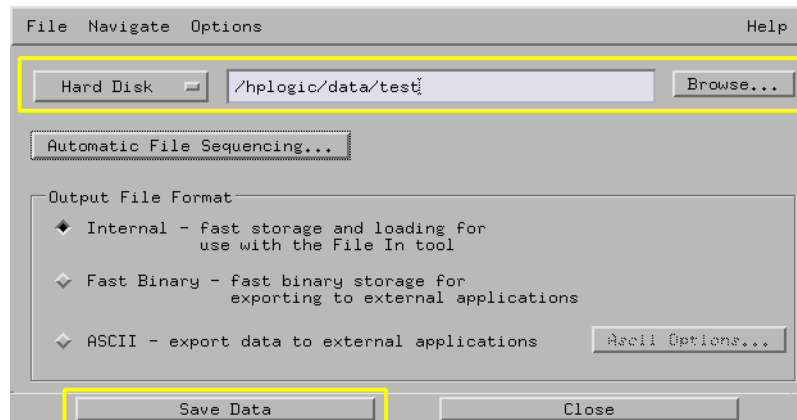 File Navigate Options Help
Hard Disk /hplogic/data/test Browse...
Automatic File Sequencing...
Output File Format
Internal - fast storage and loading for
use with the File In tool
Fast Binary - fast binary storage for
exporting to external applications
ASCII - export data to external applications Ascii Options...
Save Data Close